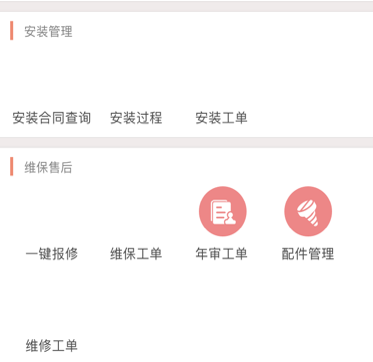 安装管理
安装合同查询 安装过程 安装工单
维保售后
一键报修 维保工单 年审工单 配件管理
维修工单